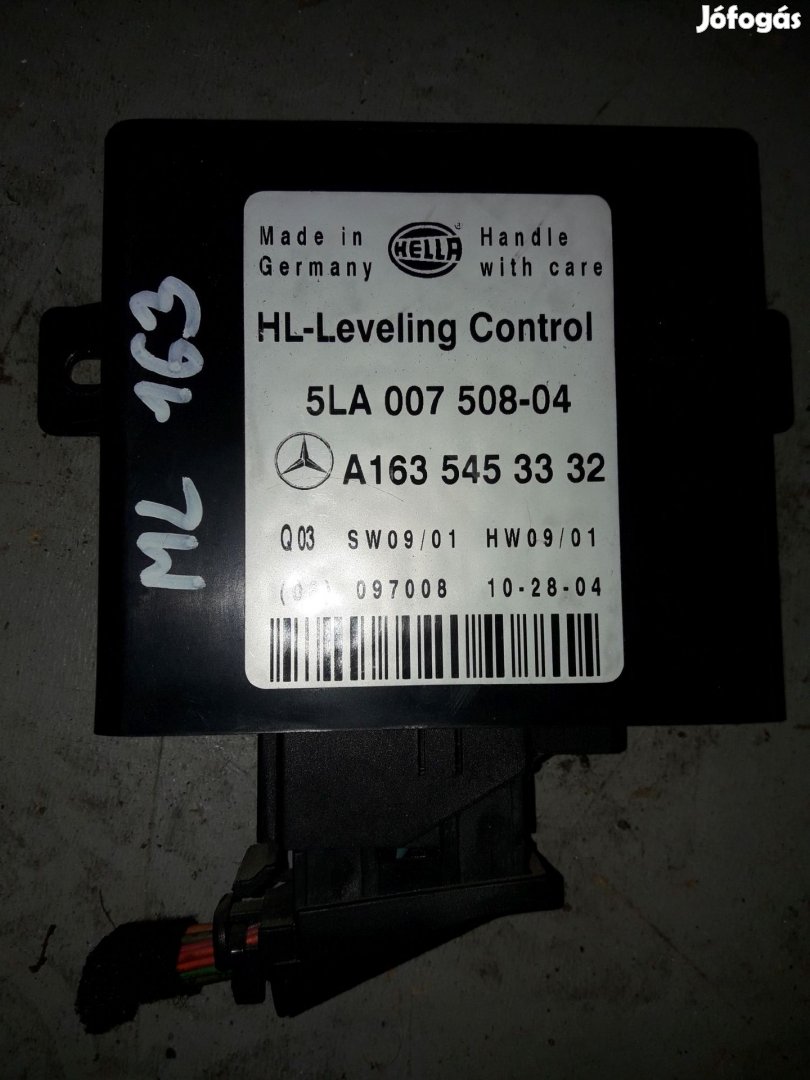 Jófogás
Made in Germany
HELLA
Handle with care
HL-Leveling Control
5LA 007 508-04
A163 545 33 32
Q03 SW09/01 HW09/01
097008 10-28-04
ML 163